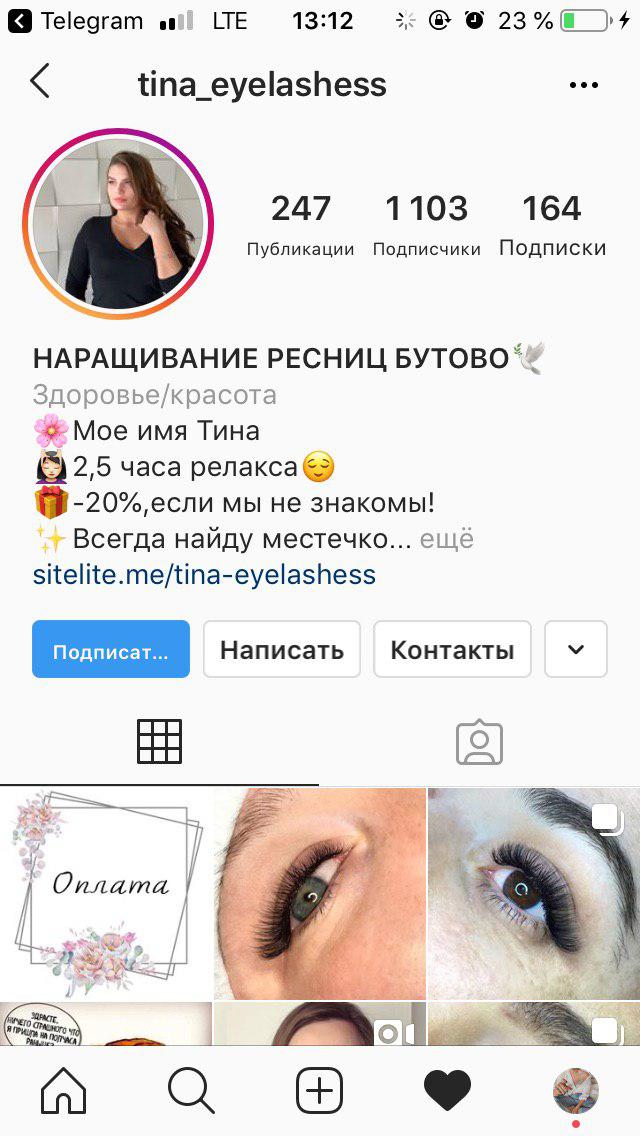 Telegram LTE 13:12 23 %
tina_eyelashess
247 1 103 164
Публикации Подписчики Подписки
НАРАЩИВАНИЕ РЕСНИЦ БУТОВО🕊
Здоровье/красота
🌸Мое имя Тина
💆🏻‍♀️2,5 часа релакса😌
🎁-20%,если мы не знакомы!
✨Всегда найду местечко... ещё
sitelite.me/tina-eyelashess
Подписат... Написать Контакты
Оплата
ЗДРАСТЕ,
НИЧЕГО СТРАШНОГО ЧТО
Я ПРИШЛА НА ПОЛЧАСА
РАНЬШЕ?